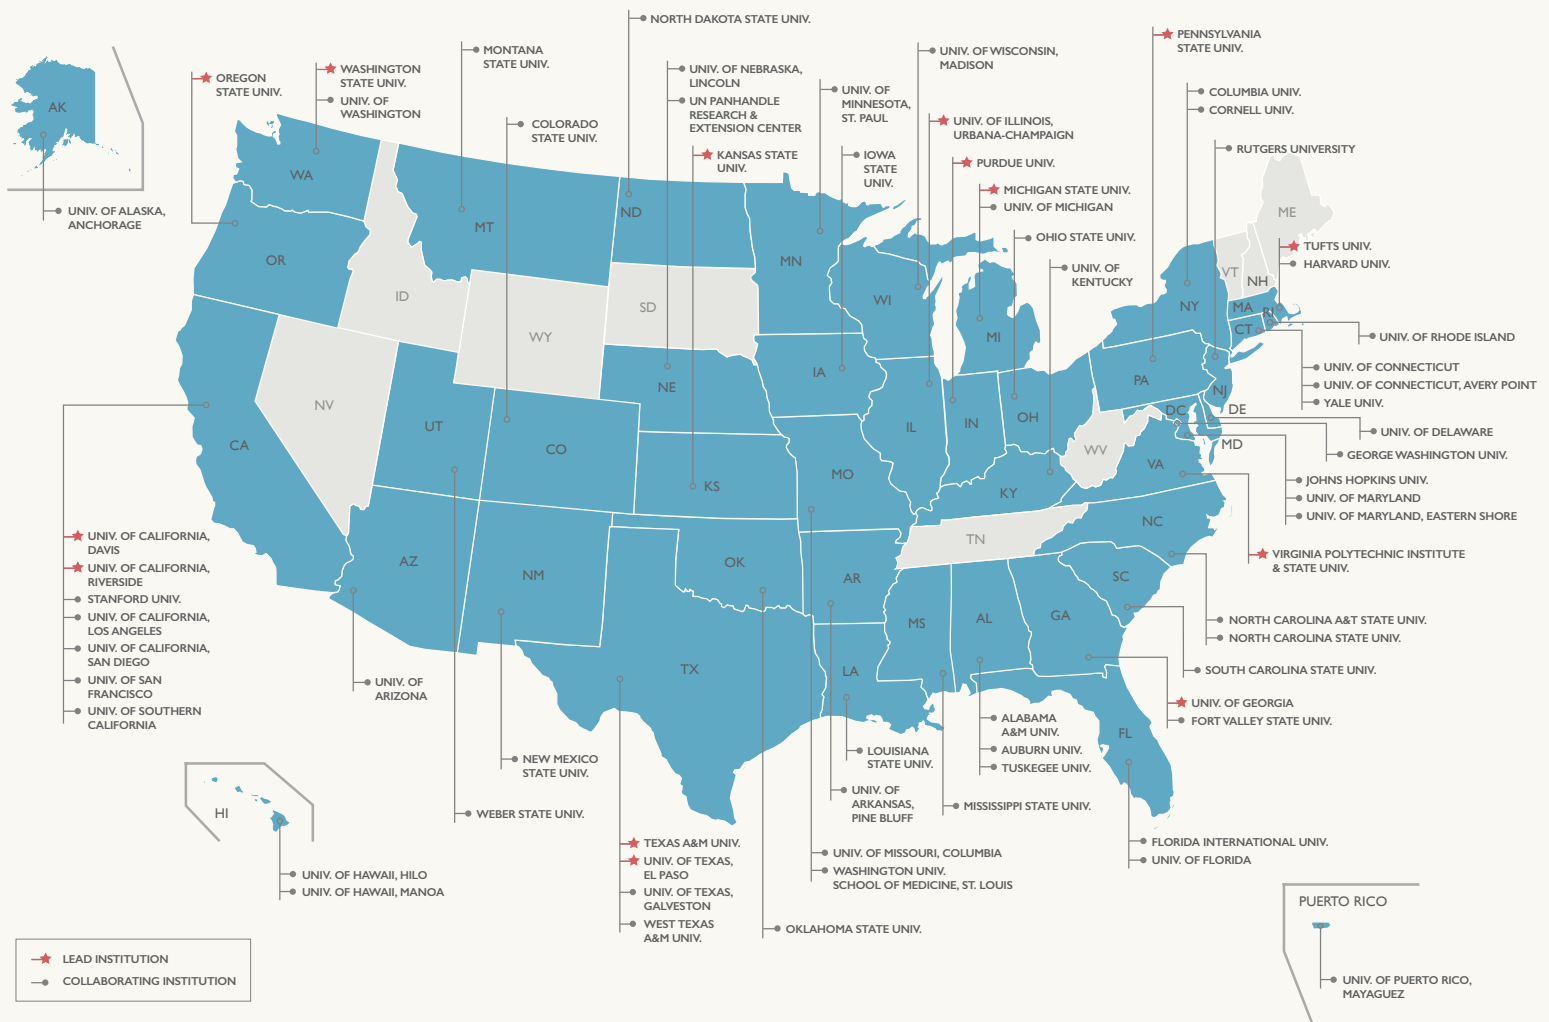 NORTH DAKOTA STATE UNIV.
MONTANA
STATE UNIV.
UNIV. OF WISCONSIN,
MADISON
PENNSYLVANIA
STATE UNIV.
OREGON
STATE UNIV.
WASHINGTON
STATE UNIV.
UNIV. OF
WASHINGTON
UNIV. OF NEBRASKA,
LINCOLN
UN PANHANDLE
RESEARCH &
EXTENSION CENTER
UNIV. OF
MINNESOTA,
ST. PAUL
COLUMBIA UNIV.
CORNELL UNIV.
AK
COLORADO
STATE UNIV.
KANSAS STATE
UNIV.
IOWA
STATE
UNIV.
UNIV. OF ILLINOIS,
URBANA-CHAMPAIGN
PURDUE UNIV.
MICHIGAN STATE UNIV.
UNIV. OF MICHIGAN
RUTGERS UNIVERSITY
UNIV. OF ALASKA,
ANCHORAGE
OHIO STATE UNIV.
UNIV. OF
KENTUCKY
TUFTS UNIV.
HARVARD UNIV.
WA
MT
ND
ME
OR
ID
MN
WI
VT
NH
SD
WY
MI
NY
MA
RI
CT
UNIV. OF RHODE ISLAND
UNIV. OF CONNECTICUT
UNIV. OF CONNECTICUT, AVERY POINT
YALE UNIV.
NV
UT
NE
IA
PA
NJ
CA
CO
KS
MO
IL
IN
OH
WV
DC
DE
MD
VA
KY
UNIV. OF DELAWARE
GEORGE WASHINGTON UNIV.
JOHNS HOPKINS UNIV.
UNIV. OF MARYLAND
UNIV. OF MARYLAND, EASTERN SHORE
VIRGINIA POLYTECHNIC INSTITUTE
& STATE UNIV.
UNIV. OF CALIFORNIA,
DAVIS
UNIV. OF CALIFORNIA,
RIVERSIDE
STANFORD UNIV.
UNIV. OF CALIFORNIA,
LOS ANGELES
UNIV. OF CALIFORNIA,
SAN DIEGO
UNIV. OF SAN
FRANCISCO
UNIV. OF SOUTHERN
CALIFORNIA
AZ
NM
OK
AR
TN
NC
SC
MS
AL
GA
TX
LA
FL
NORTH CAROLINA A&T STATE UNIV.
NORTH CAROLINA STATE UNIV.
SOUTH CAROLINA STATE UNIV.
UNIV. OF GEORGIA
FORT VALLEY STATE UNIV.
UNIV. OF
ARIZONA
NEW MEXICO
STATE UNIV.
WEBER STATE UNIV.
LOUISIANA
STATE UNIV.
ALABAMA
A&M UNIV.
AUBURN UNIV.
TUSKEGEE UNIV.
UNIV. OF
ARKANSAS,
PINE BLUFF
MISSISSIPPI STATE UNIV.
HI
UNIV. OF HAWAII, HILO
UNIV. OF HAWAII, MANOA
TEXAS A&M UNIV.
UNIV. OF TEXAS,
EL PASO
UNIV. OF TEXAS,
GALVESTON
WEST TEXAS
A&M UNIV.
UNIV. OF MISSOURI, COLUMBIA
WASHINGTON UNIV.
SCHOOL OF MEDICINE, ST. LOUIS
OKLAHOMA STATE UNIV.
FLORIDA INTERNATIONAL UNIV.
UNIV. OF FLORIDA
PUERTO RICO
UNIV. OF PUERTO RICO,
MAYAGUEZ
LEAD INSTITUTION
COLLABORATING INSTITUTION